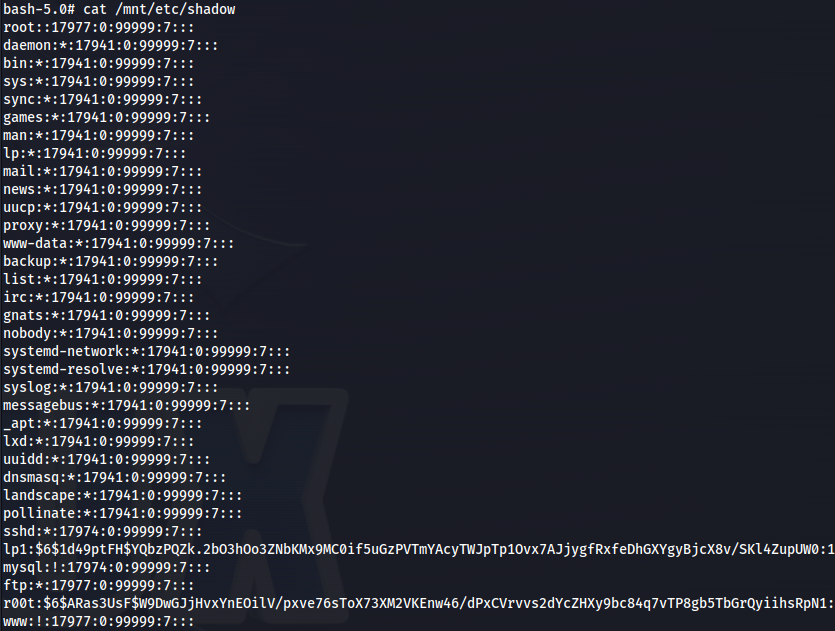 bash-5.0# cat /mnt/etc/shadow
root::17977:0:99999:7:::
daemon:*:17941:0:99999:7:::
bin:*:17941:0:99999:7:::
sys:*:17941:0:99999:7:::
sync:*:17941:0:99999:7:::
games:*:17941:0:99999:7:::
man:*:17941:0:99999:7:::
lp:*:17941:0:99999:7:::
mail:*:17941:0:99999:7:::
news:*:17941:0:99999:7:::
uucp:*:17941:0:99999:7:::
proxy:*:17941:0:99999:7:::
www-data:*:17941:0:99999:7:::
backup:*:17941:0:99999:7:::
list:*:17941:0:99999:7:::
irc:*:17941:0:99999:7:::
gnats:*:17941:0:99999:7:::
nobody:*:17941:0:99999:7:::
systemd-network:*:17941:0:99999:7:::
systemd-resolve:*:17941:0:99999:7:::
syslog:*:17941:0:99999:7:::
messagebus:*:17941:0:99999:7:::
_apt:*:17941:0:99999:7:::
lxd:*:17941:0:99999:7:::
uuidd:*:17941:0:99999:7:::
dnsmasq:*:17941:0:99999:7:::
landscape:*:17941:0:99999:7:::
pollinate:*:17941:0:99999:7:::
sshd:*:17974:0:99999:7:::
lp1:$6$1d49ptFH$YQbzPQZk.2bO3hOo3ZNbKMx9MC0if5uGzPVTmYAcyTWJpTp1Ovx7AJjygfRxfeDhGXYgyBjcX8v/SKl4ZupUW0:1
mysql:!:17974:0:99999:7:::
ftp:*:17977:0:99999:7:::
r00t:$6$ARas3UsF$W9DwGJjHvxYnEOilV/pxve76sToX73XM2VKEnw46/dPxCVrvvs2dYcZHXy9bc84q7vTP8gb5TbGrQyiihsRpN1:
www:!:17977:0:99999:7:::